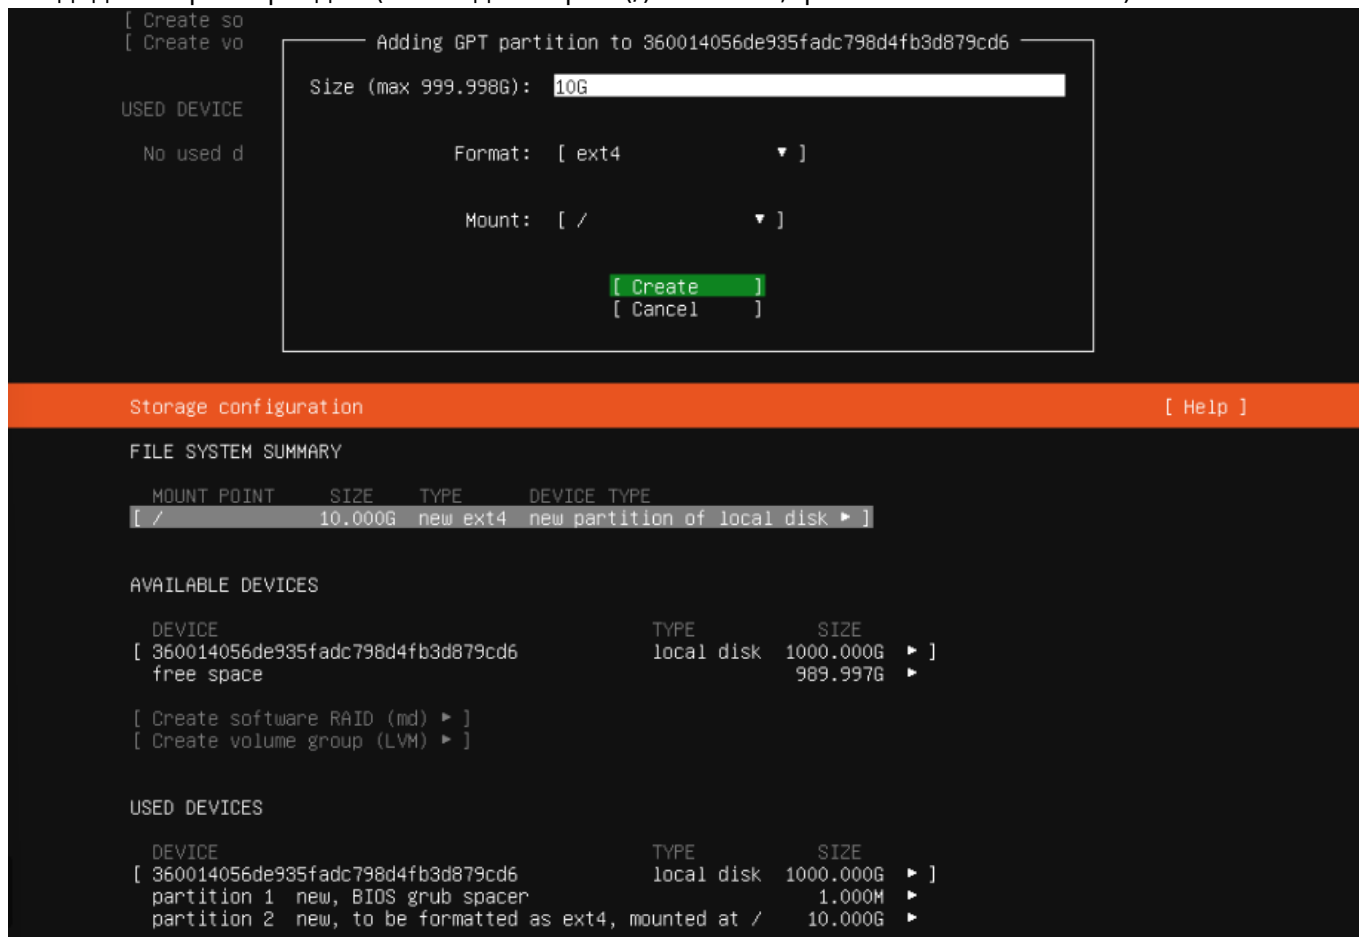 [ Create so
[ Create vo
Adding GPT partition to 360014056de935fadc798d4fb3d879cd6
Size (max 999.998G): 10G
USED DEVICE
No used d
Format: [ ext4 ▼ ]
Mount: [ / ▼ ]
[ Create ]
[ Cancel ]
Storage configuration [ Help ]
FILE SYSTEM SUMMARY
MOUNT POINT SIZE TYPE DEVICE TYPE
[ / 10.000G new ext4 new partition of local disk ► ]
AVAILABLE DEVICES
DEVICE TYPE SIZE
[ 360014056de935fadc798d4fb3d879cd6 local disk 1000.000G ► ]
free space 989.997G ►
[ Create software RAID (md) ► ]
[ Create volume group (LVM) ► ]
USED DEVICES
DEVICE TYPE SIZE
[ 360014056de935fadc798d4fb3d879cd6 local disk 1000.000G ► ]
partition 1 new, BIOS grub spacer 1.000M ►
partition 2 new, to be formatted as ext4, mounted at / 10.000G ►